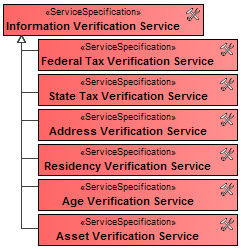 «ServiceSpecification»
Information Verification Service
«ServiceSpecification»
Federal Tax Verification Service
«ServiceSpecification»
State Tax Verification Service
«ServiceSpecification»
Address Verification Service
«ServiceSpecification»
Residency Verification Service
«ServiceSpecification»
Age Verification Service
«ServiceSpecification»
Asset Verification Service